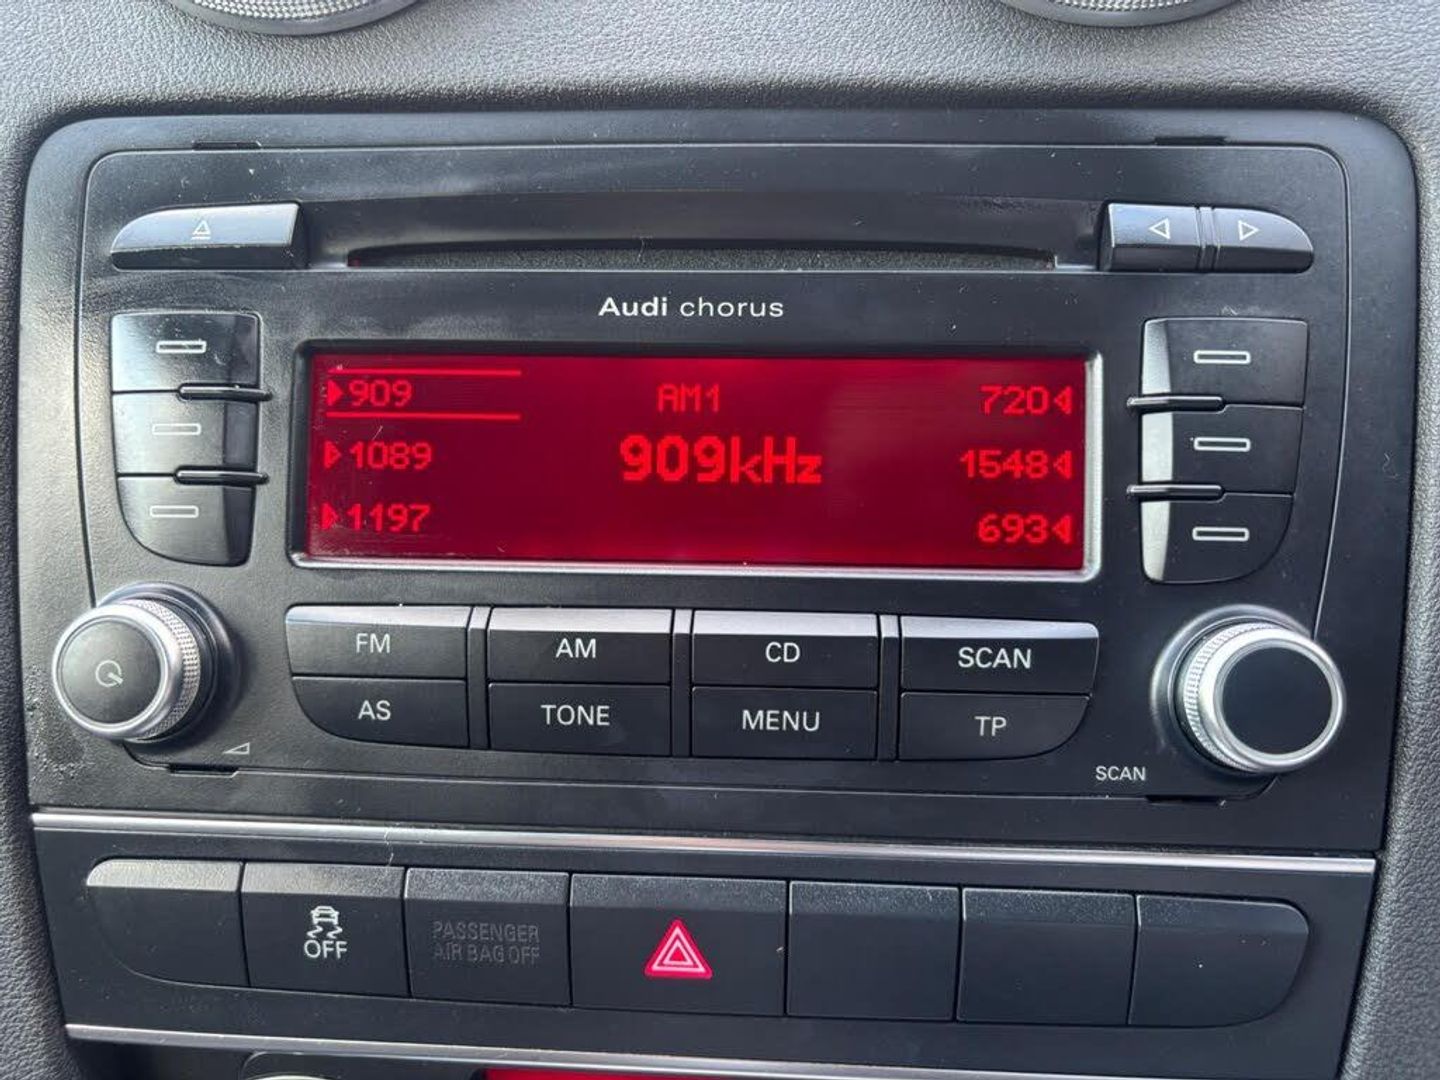 Audi chorus
909 AM1 720
1089 909kHz 1548
1197 693
FM AM CD SCAN
AS TONE MENU TP
SCAN
OFF
PASSENGER
AIR BAG OFF